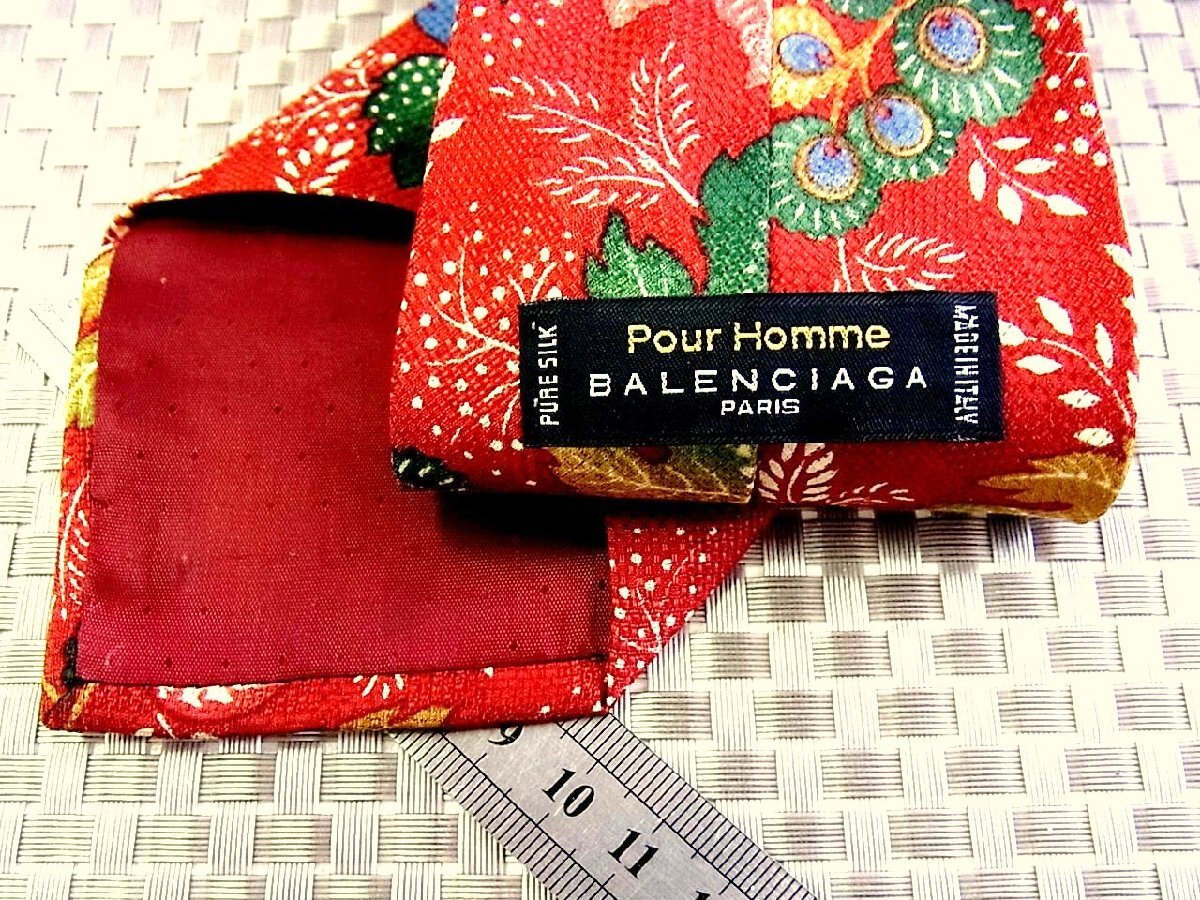 PURE SILK
Pour Homme
BALENCIAGA
PARIS
MADE IN ITALY
9
10
11